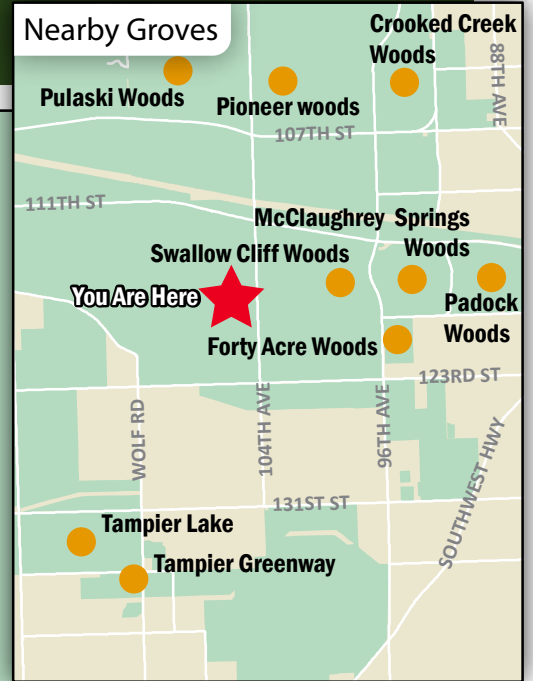 Nearby Groves
Crooked Creek
Woods
88TH AVE
Pulaski Woods
Pioneer woods
107TH ST
111TH ST
McClaughrey Springs
Woods
Swallow Cliff Woods
You Are Here
Padock
Woods
Forty Acre Woods
123RD ST
WOLF RD
104TH AVE
96TH AVE
SOUTHWEST HWY
131ST ST
Tampier Lake
Tampier Greenway